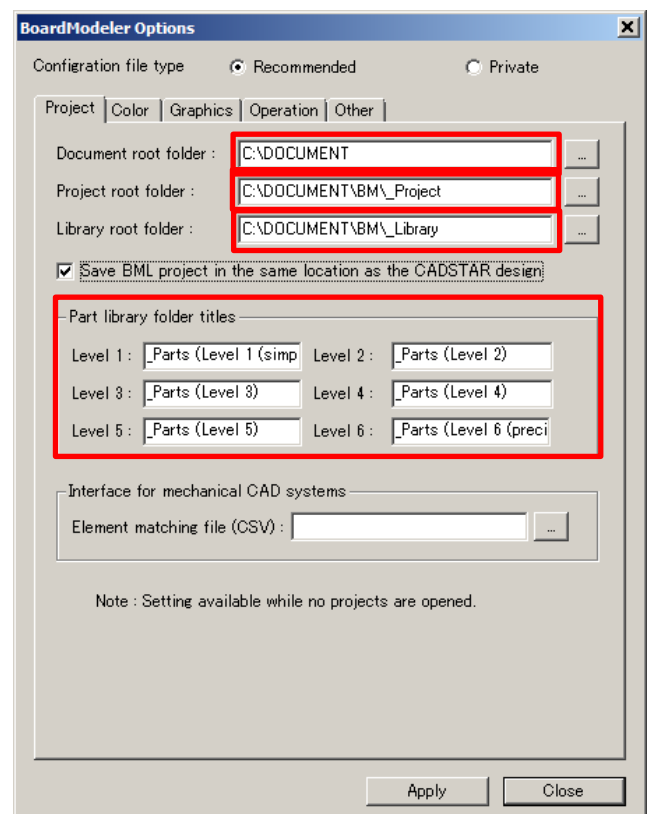 BoardModeler Options
Configration file type Recommended Private
Project Color Graphics Operation Other
Document root folder : C:\DOCUMENT ...
Project root folder : C:\DOCUMENT\BM\_Project ...
Library root folder : C:\DOCUMENT\BM\_Library ...
Save BML project in the same location as the CADSTAR design
Part library folder titles
Level 1 : _Parts (Level 1 (simp Level 2 : _Parts (Level 2)
Level 3 : _Parts (Level 3) Level 4 : _Parts (Level 4)
Level 5 : _Parts (Level 5) Level 6 : _Parts (Level 6 (preci
Interface for mechanical CAD systems
Element matching file (CSV) : ...
Note : Setting available while no projects are opened.
Apply Close